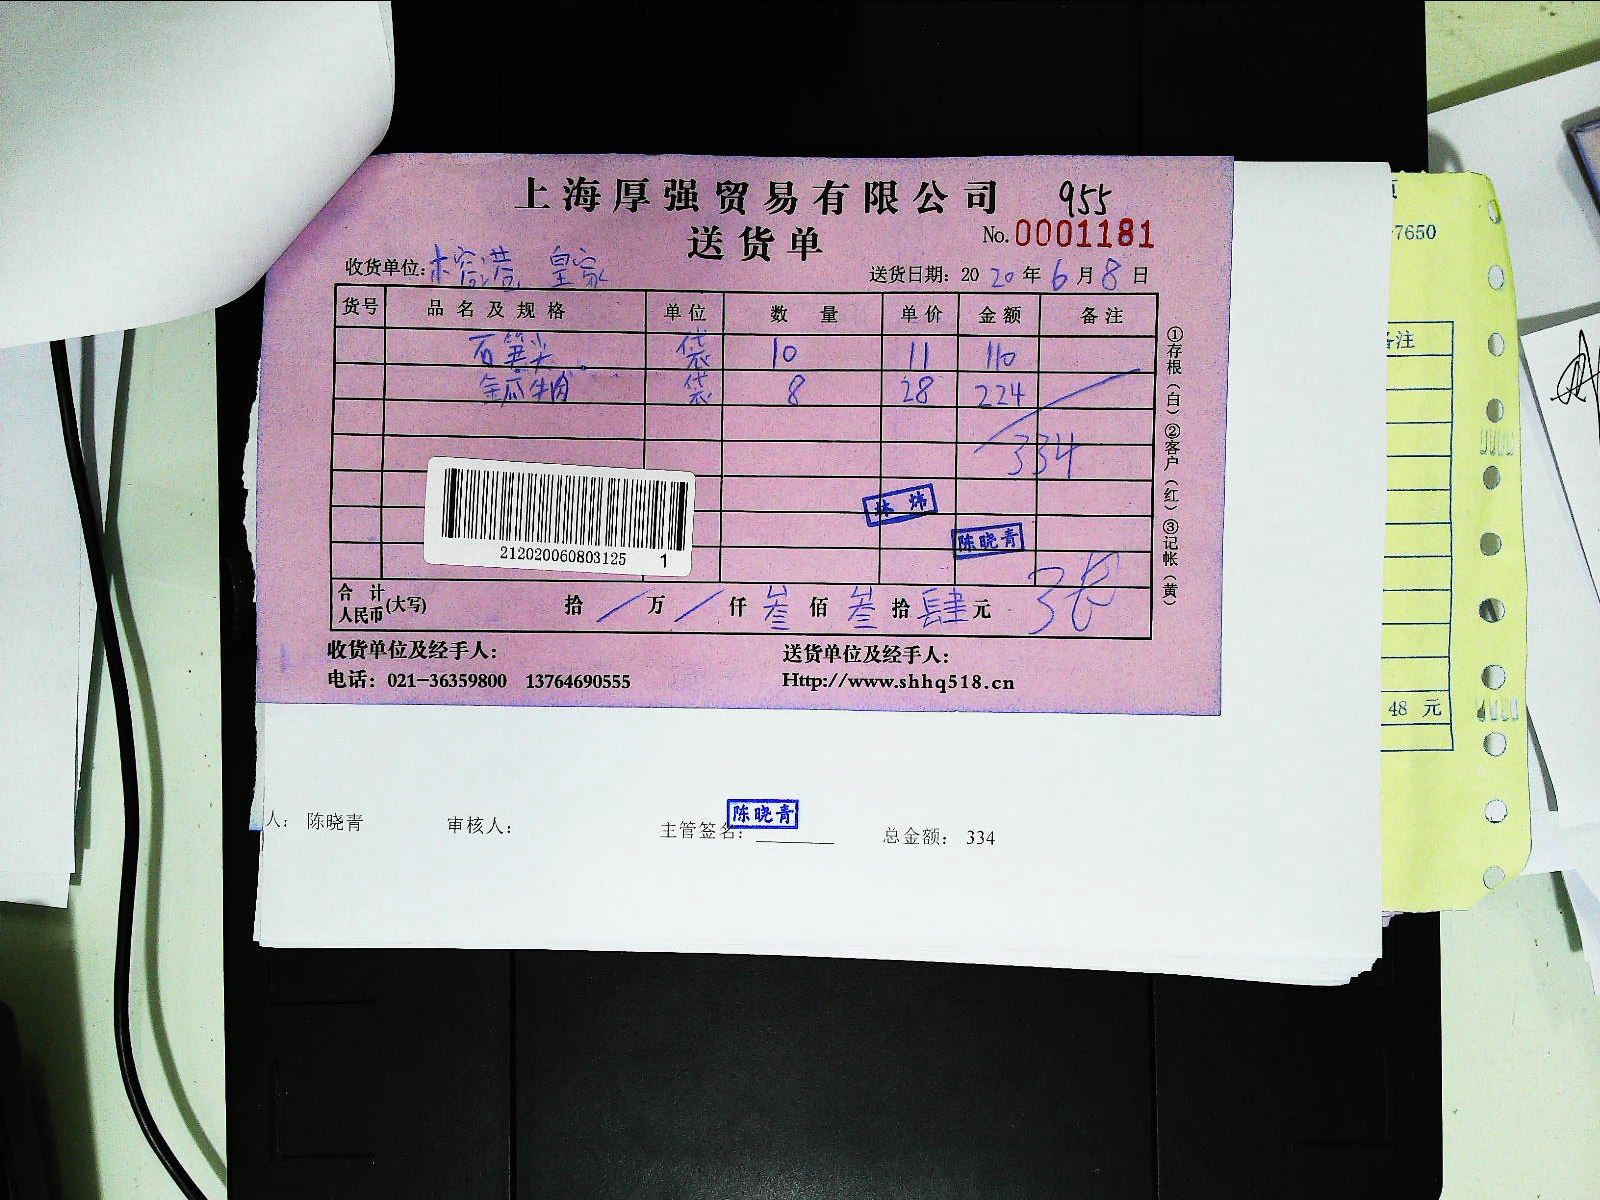 上海厚强贸易有限公司 955
送货单 No.0001181
收货单位:榕港 皇家 送货日期: 2020年6月8日
货号 品名及规格 单位 数量 单价 金额 备注
石笋尖 袋 10 11 110
金瓜牛肉 袋 8 28 224
334
陈晓青
212020060803125 1
合计人民币(大写) 拾 万 仟 叁 佰 叁 拾 肆 元
收货单位及经手人: 送货单位及经手人:
电话: 021-36359800 13764690555 Http://www.shhq518.cn
①存根(白)②客户(红)③记帐(黄)
人: 陈晓青 审核人: 主管签名: 陈晓青 总金额: 334
-7650
备注
48 元